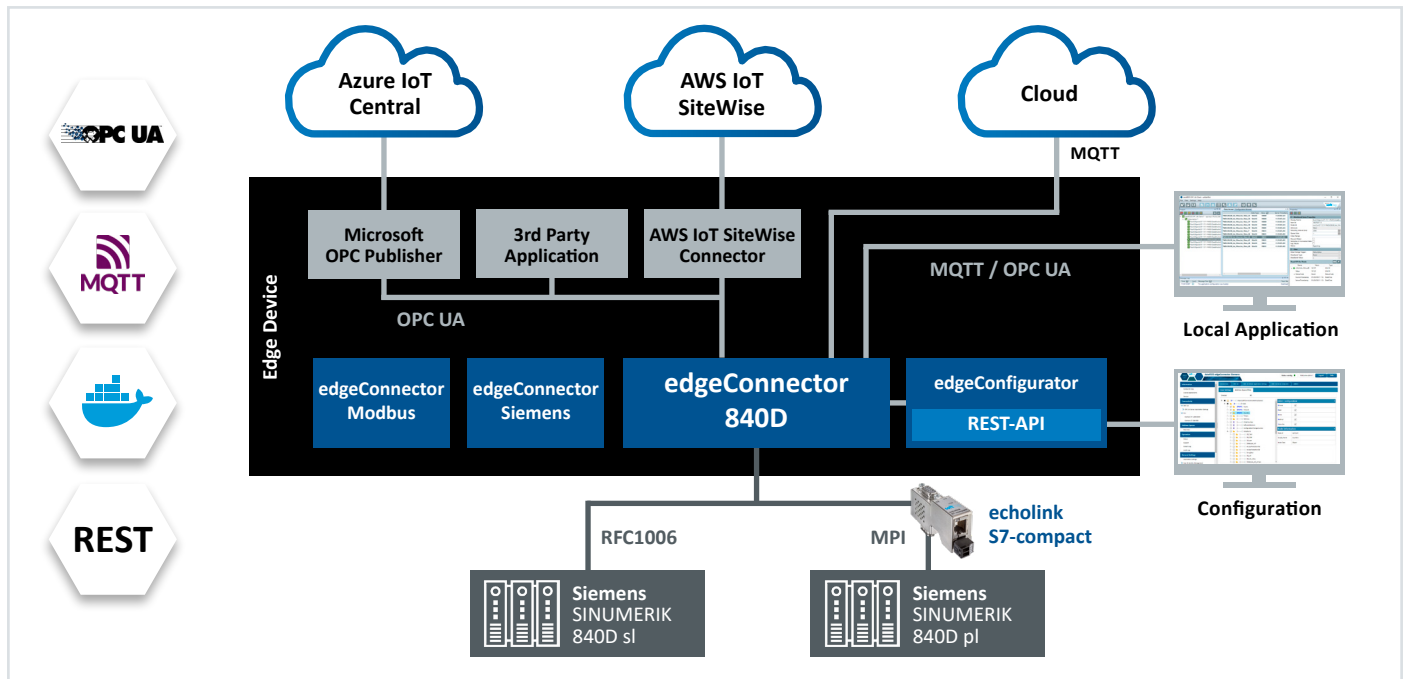 Azure IoT
Central
AWS IoT
SiteWise
Cloud
OPC UA
MQTT
MQTT
REST
Edge Device
Microsoft
OPC Publisher
3rd Party
Application
AWS IoT SiteWise
Connector
MQTT / OPC UA
OPC UA
edgeConnector
Modbus
edgeConnector
Siemens
edgeConnector
840D
edgeConfigurator
REST-API
Local Application
Configuration
RFC1006
MPI
echolink
S7-compact
Siemens
SINUMERIK
840D sl
Siemens
SINUMERIK
840D pl